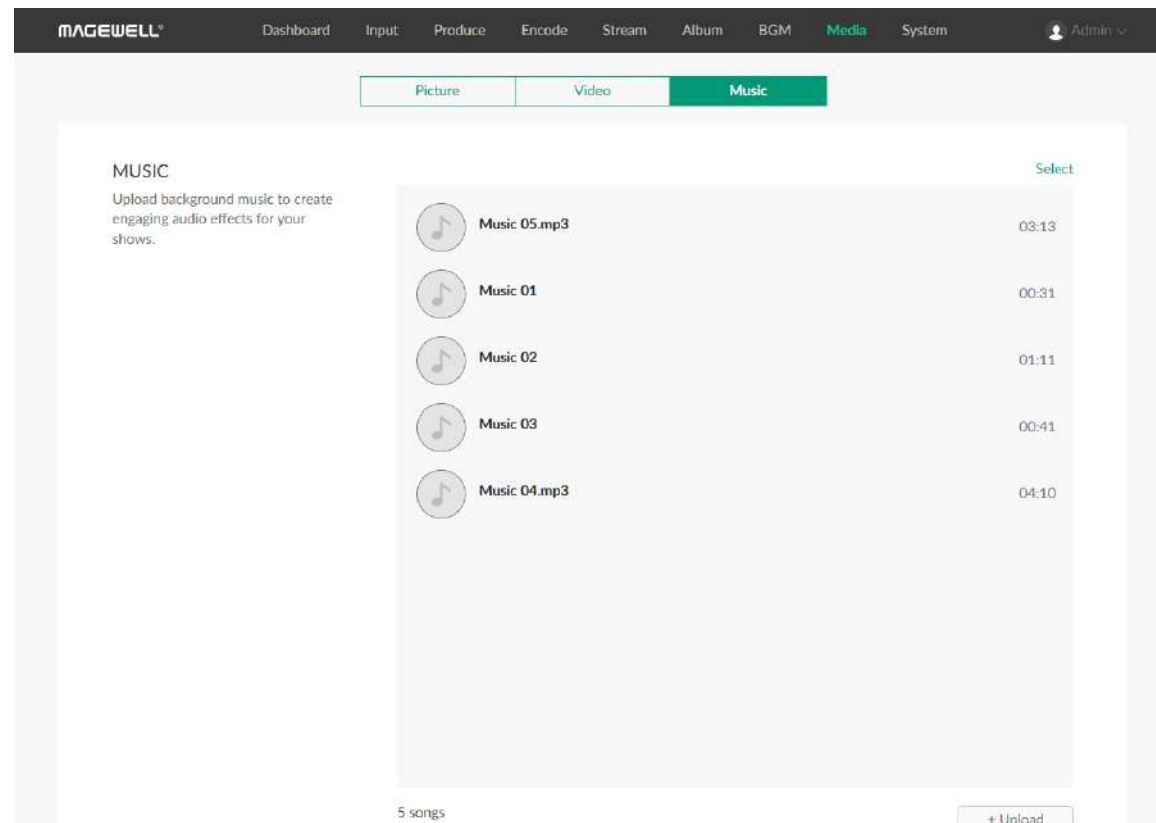 MAGEWELL® Dashboard Input Produce Encode Stream Album BGM Media System Admin
Picture Video Music
MUSIC Select
Upload background music to create
engaging audio effects for your
shows.
Music 05.mp3 03:13
Music 01 00:31
Music 02 01:11
Music 03 00:41
Music 04.mp3 04:10
5 songs + Upload